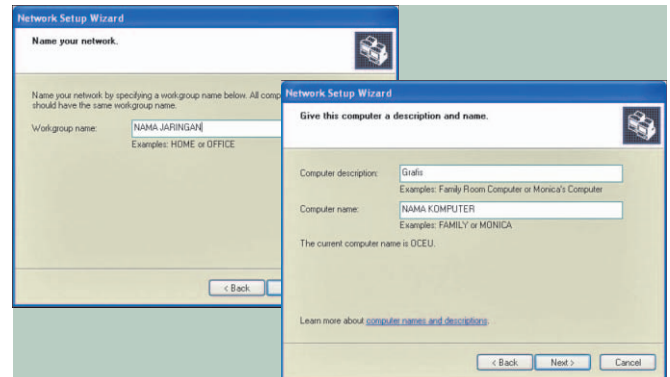 Network Setup Wizard
Name your network.
Name your network by specifying a workgroup name below. All comp
should have the same workgroup name.
Workgroup name:
NAMA JARINGAN
Examples: HOME or OFFICE
< Back
Network Setup Wizard
Give this computer a description and name.
Computer description:
Grafis
Examples: Family Room Computer or Monica's Computer
Computer name:
NAMA KOMPUTER
Examples: FAMILY or MONICA
The current computer name is OCEU.
Learn more about computer names and descriptions.
< Back
Next >
Cancel